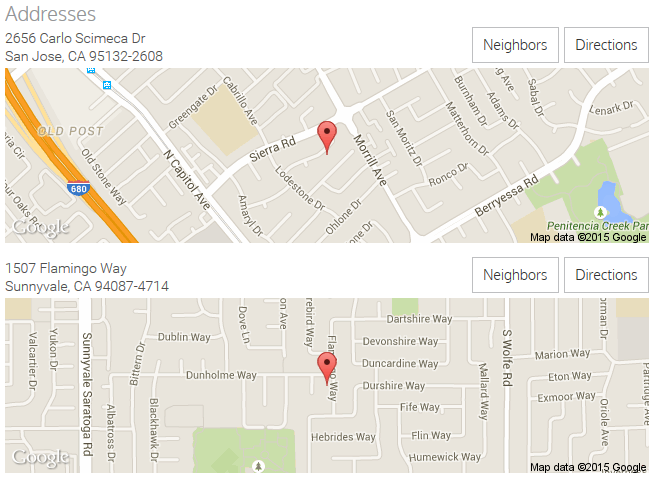 Addresses
2656 Carlo Scimeca Dr
San Jose, CA 95132-2608
Neighbors
Directions
Greengate Dr
Cabrillo Ave
OLD POST
Old Stone Way
N Capitol Ave
Sierra Rd
Morrill Ave
San Moritz Dr
Burnham Dr
Matterhorn Dr
Adams Dr
Sabal Dr
Lenark Dr
Lodestone Dr
Ohlone Dr
Amaryl Dr
Ronco Dr
Berryessa Rd
680
Penitencia Creek Par
Google
Map data ©2015 Google
1507 Flamingo Way
Sunnyvale, CA 94087-4714
Neighbors
Directions
Valcartier Dr
Yukon Dr
Sunnyvale Saratoga Rd
Bittern Dr
Albatross Dr
Blackhawk Dr
Dublin Way
Dove Ln
Dunholme Way
Dartshire Way
Devonshire Way
Duncardine Way
Durshire Way
Fife Way
Flin Way
Hebrides Way
Humewick Way
Mallard Way
S Wolfe Rd
Marion Way
Eton Way
Exmoor Way
Oriole Ave
Google
Map data ©2015 Google